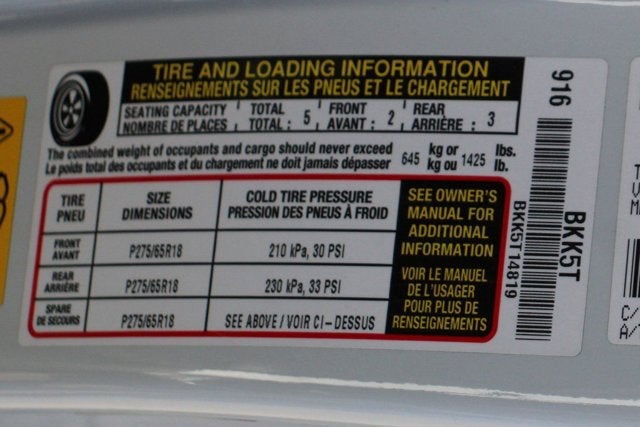 TIRE AND LOADING INFORMATION
RENSEIGNEMENTS SUR LES PNEUS ET LE CHARGEMENT
SEATING CAPACITY TOTAL FRONT REAR
NOMBRE DE PLACES TOTAL : 5 AVANT : 2 ARRIÈRE : 3
The combined weight of occupants and cargo should never exceed 645 kg or 1425 lbs.
Le poids total des occupants et du chargement ne doit jamais dépasser kg ou lb.
TIRE SIZE COLD TIRE PRESSURE
PNEU DIMENSIONS PRESSION DES PNEUS À FROID
FRONT
AVANT P275/65R18 210 kPa, 30 PSI
REAR
ARRIÈRE P275/65R18 230 kPa, 33 PSI
SPARE
DE SECOURS P275/65R18 SEE ABOVE / VOIR CI-DESSUS
SEE OWNER'S
MANUAL FOR
ADDITIONAL
INFORMATION
VOIR LE MANUEL
DE L'USAGER
POUR PLUS DE
RENSEIGNEMENTS
916
BKK5T
BKK5T14819
C/
A/